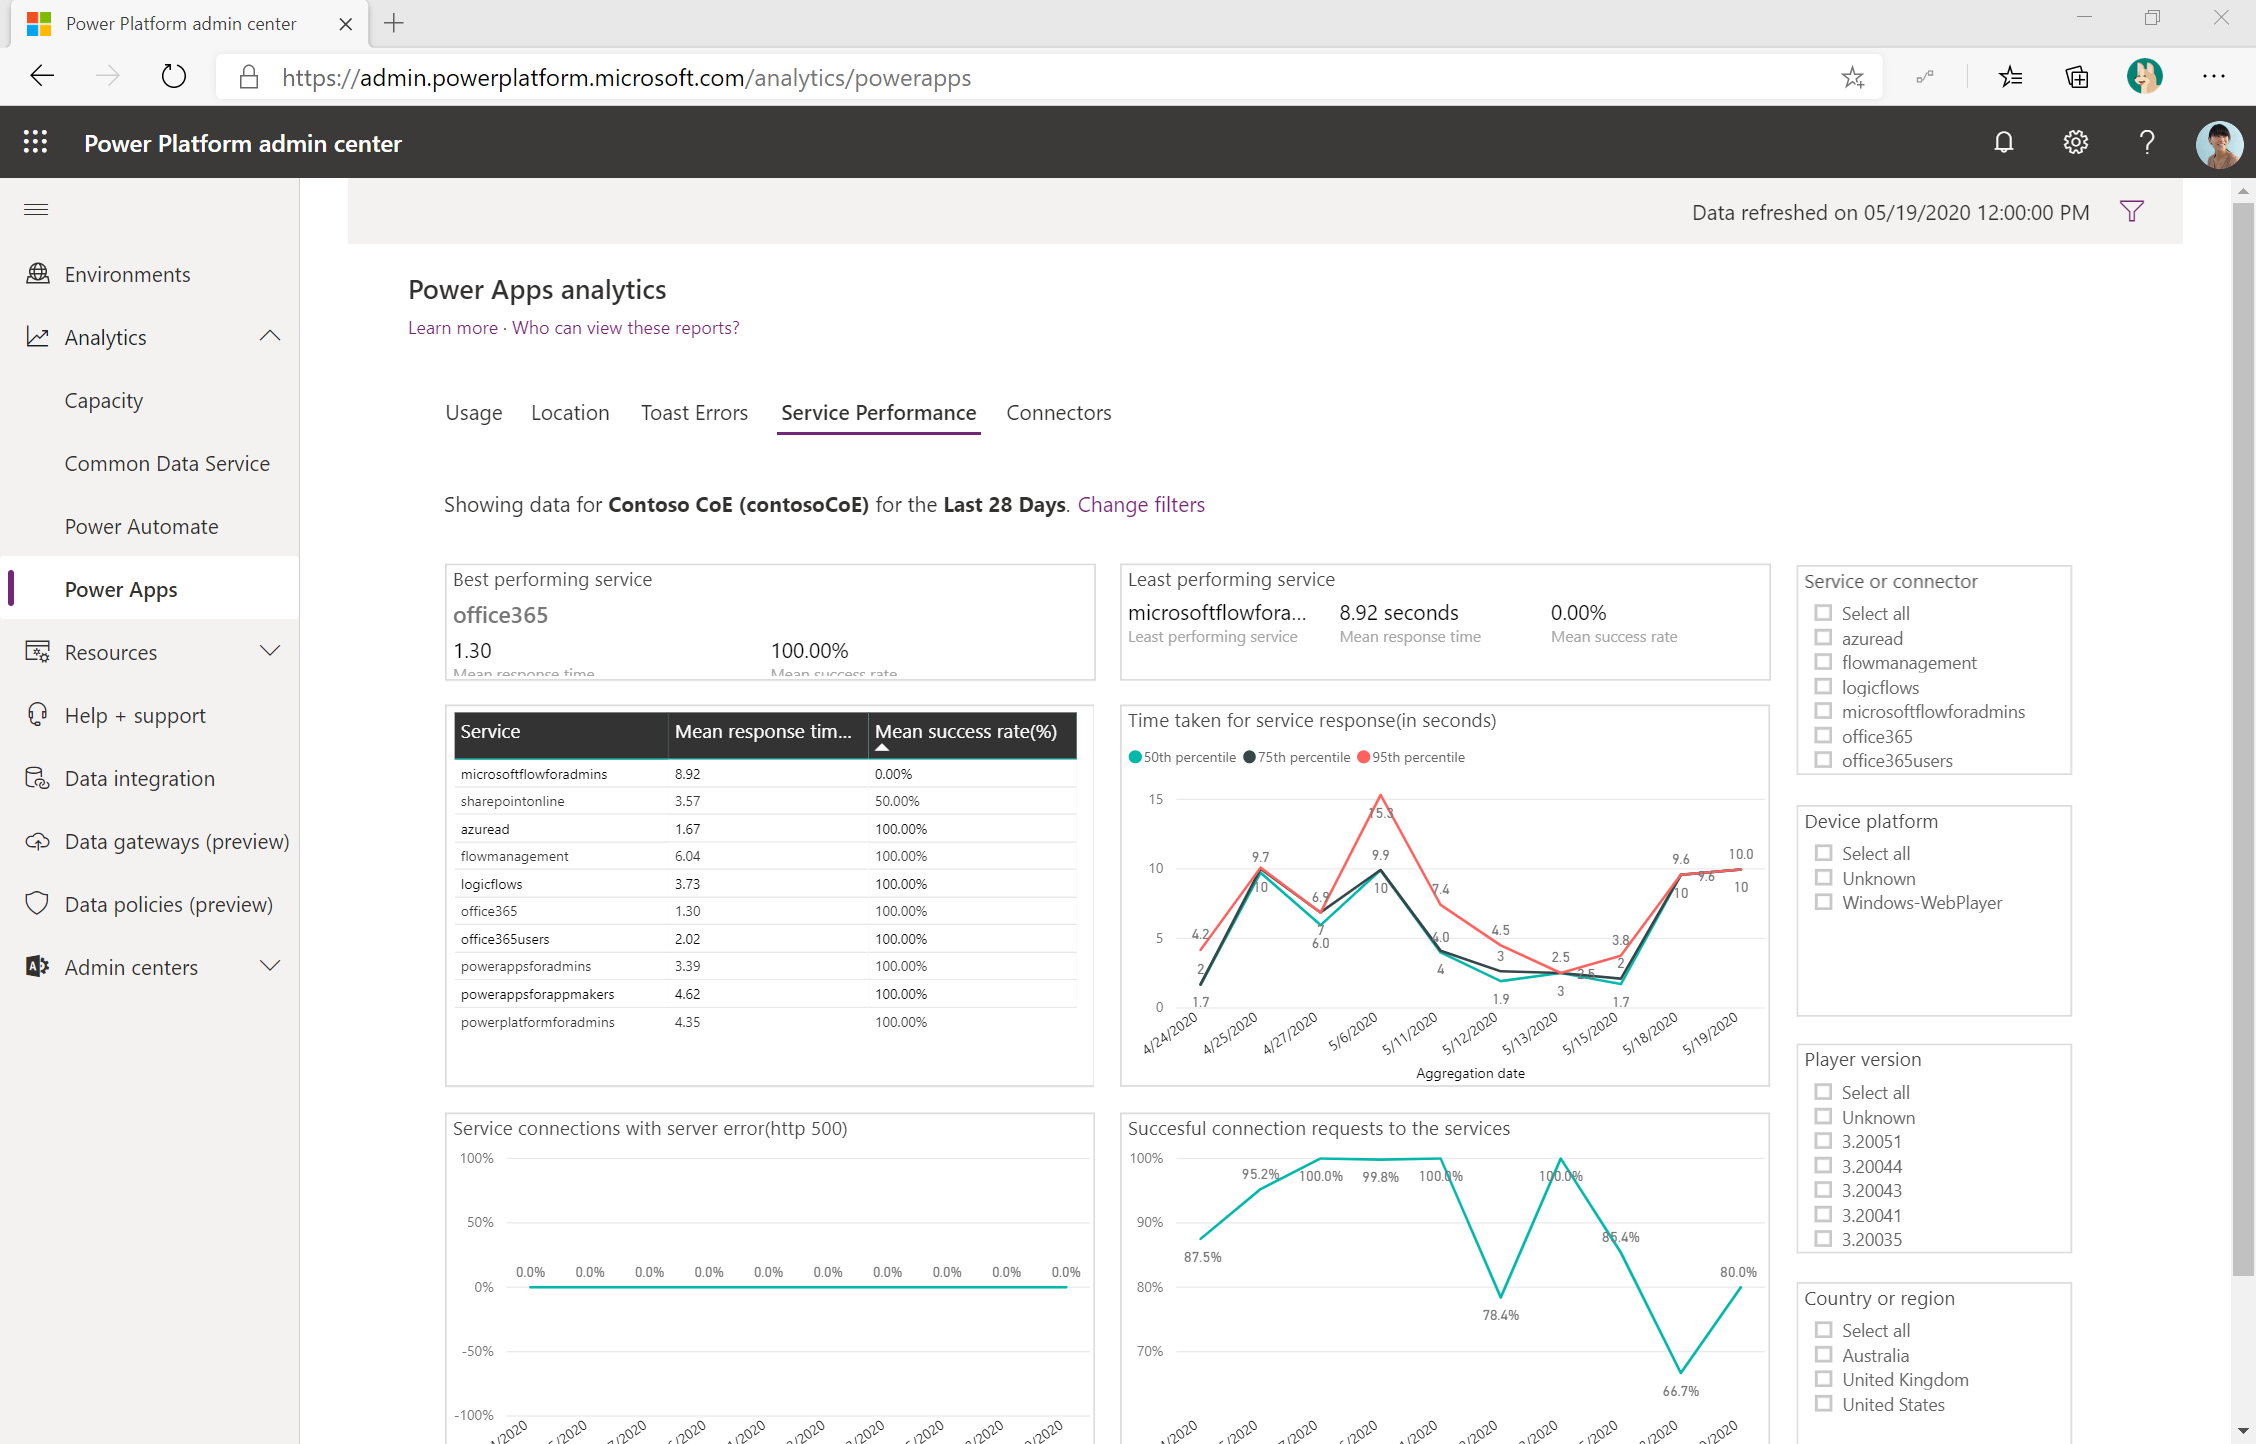 Power Platform admin center
https://admin.powerplatform.microsoft.com/analytics/powerapps
Power Platform admin center
Data refreshed on 05/19/2020 12:00:00 PM
Environments
Analytics
Capacity
Common Data Service
Power Automate
Power Apps
Resources
Help + support
Data integration
Data gateways (preview)
Data policies (preview)
Admin centers
Power Apps analytics
Learn more · Who can view these reports?
Usage Location Toast Errors Service Performance Connectors
Showing data for Contoso CoE (contosoCoE) for the Last 28 Days. Change filters
Best performing service
office365
1.30 100.00%
Mean response time Mean success rate
Least performing service
microsoftflowfora... 8.92 seconds 0.00%
Least performing service Mean response time Mean success rate
Service Mean response tim... Mean success rate(%)
microsoftflowforadmins 8.92 0.00%
sharepointonline 3.57 50.00%
azuread 1.67 100.00%
flowmanagement 6.04 100.00%
logicflows 3.73 100.00%
office365 1.30 100.00%
office365users 2.02 100.00%
powerappsforadmins 3.39 100.00%
powerappsforappmakers 4.62 100.00%
powerplatformforadmins 4.35 100.00%
Time taken for service response(in seconds)
50th percentile 75th percentile 95th percentile
15
10
5
0
15.3
9.7 9.9 9.6 10.0
10 6.9 10 7.4 10 9.6 10
4.2 7 4.0 4.5 2.5 3.8
2 6.0 4 3 2.5 2
1.7 1.9 3 1.7
4/24/2020 4/25/2020 4/27/2020 5/6/2020 5/11/2020 5/12/2020 5/13/2020 5/15/2020 5/18/2020 5/19/2020
Aggregation date
Service connections with server error(http 500)
100%
50%
0%
-50%
-100%
0.0% 0.0% 0.0% 0.0% 0.0% 0.0% 0.0% 0.0% 0.0% 0.0%
Succesful connection requests to the services
100%
90%
80%
70%
87.5% 95.2% 100.0% 99.8% 100.0% 78.4% 100.0% 85.4% 66.7% 80.0%
Service or connector
Select all
azuread
flowmanagement
logicflows
microsoftflowforadmins
office365
office365users
Device platform
Select all
Unknown
Windows-WebPlayer
Player version
Select all
Unknown
3.20051
3.20044
3.20043
3.20041
3.20035
Country or region
Select all
Australia
United Kingdom
United States